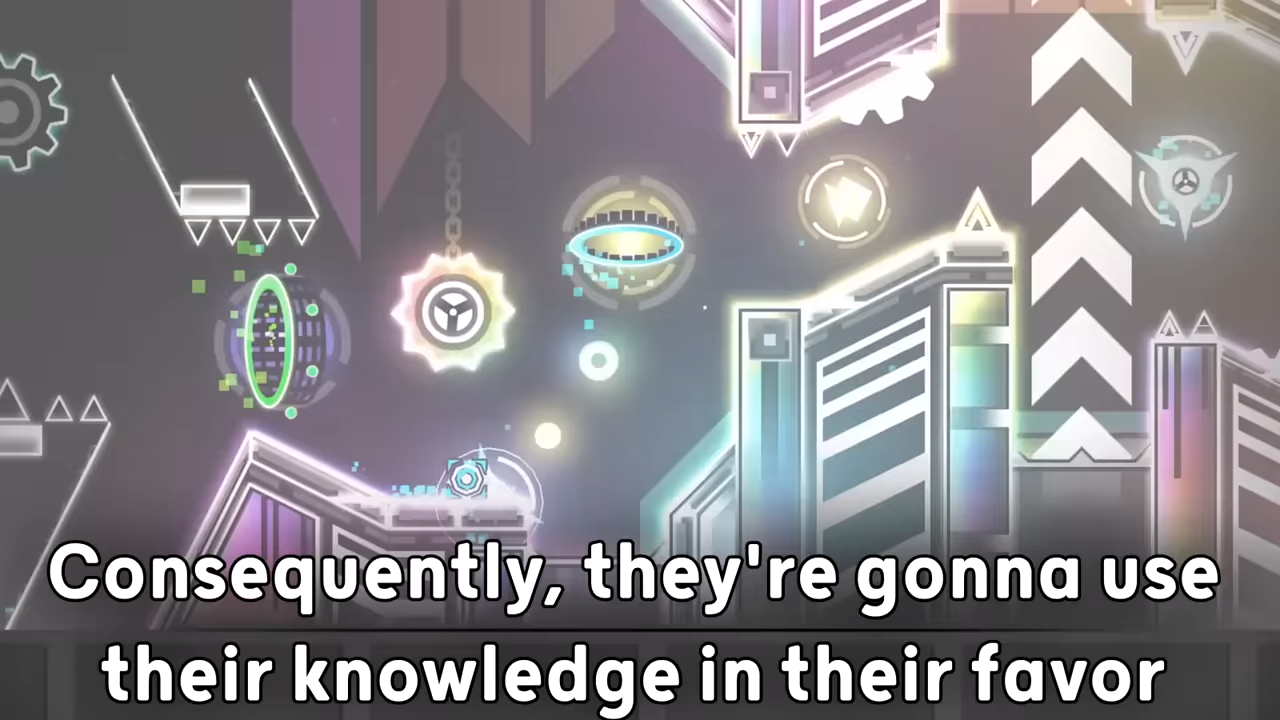 Consequently, they're gonna use
their knowledge in their favor